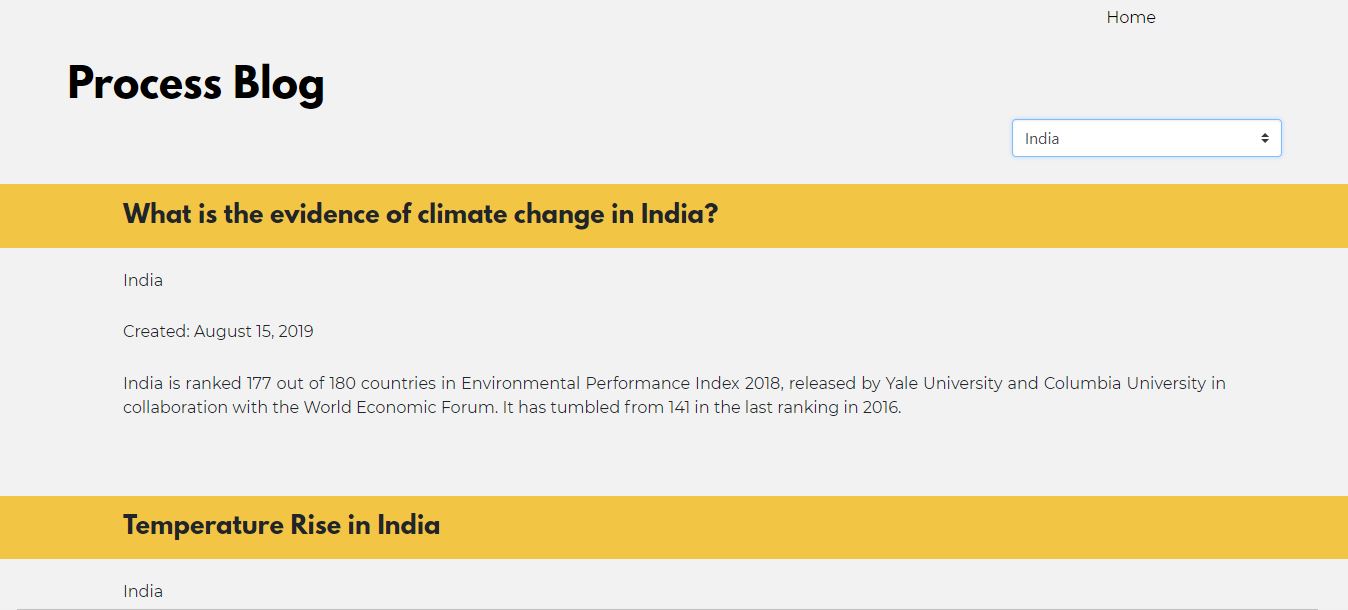 Home
Process Blog
India
What is the evidence of climate change in India?
India
Created: August 15, 2019
India is ranked 177 out of 180 countries in Environmental Performance Index 2018, released by Yale University and Columbia University in
collaboration with the World Economic Forum. It has tumbled from 141 in the last ranking in 2016.
Temperature Rise in India
India